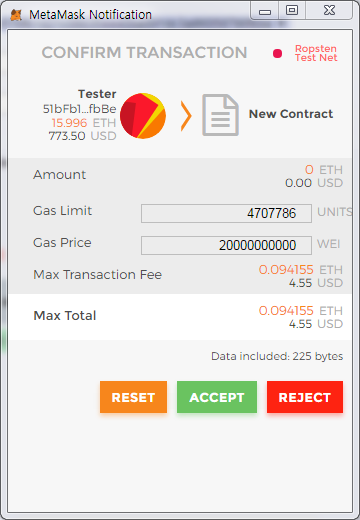 MetaMask Notification
CONFIRM TRANSACTION
Ropsten
Test Net
Tester
51bFb1...fbBe
15.996 ETH
773.50 USD
New Contract
Amount
0 ETH
0.00 USD
Gas Limit
4707786 UNITS
Gas Price
20000000000 WEI
Max Transaction Fee
0.094155 ETH
4.55 USD
Max Total
0.094155 ETH
4.55 USD
Data included: 225 bytes
RESET ACCEPT REJECT